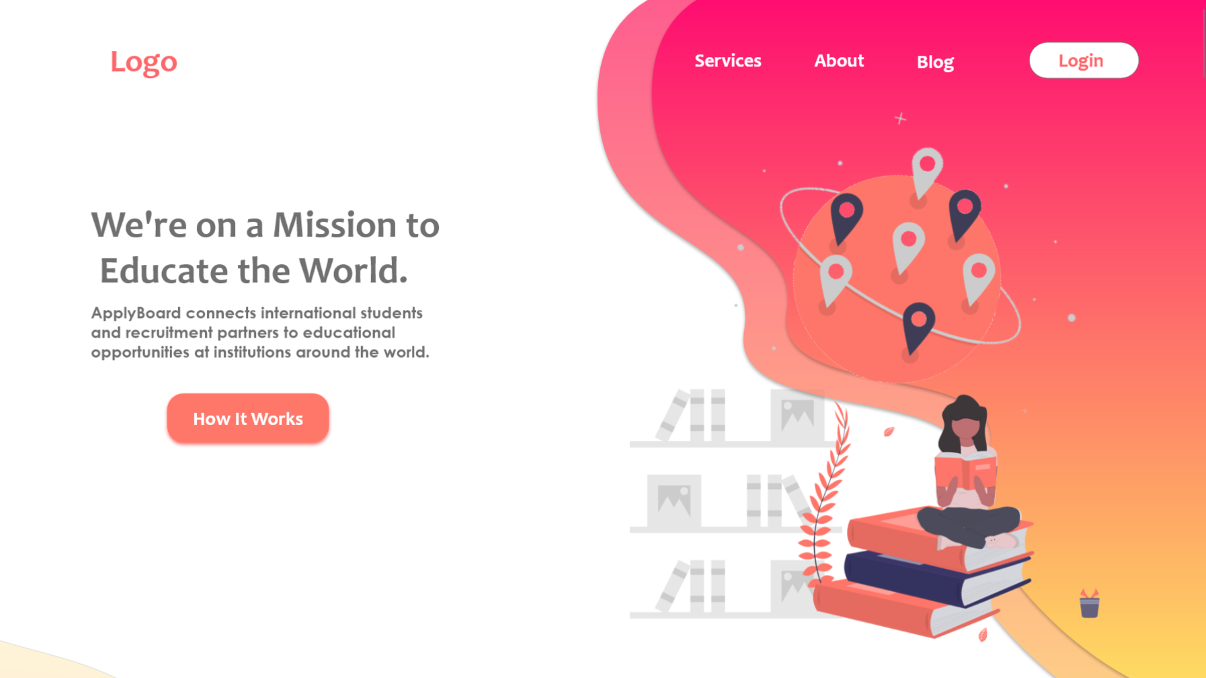 Logo
Services
About
Blog
Login
We're on a Mission to
Educate the World.
ApplyBoard connects international students
and recruitment partners to educational
opportunities at institutions around the world.
How It Works